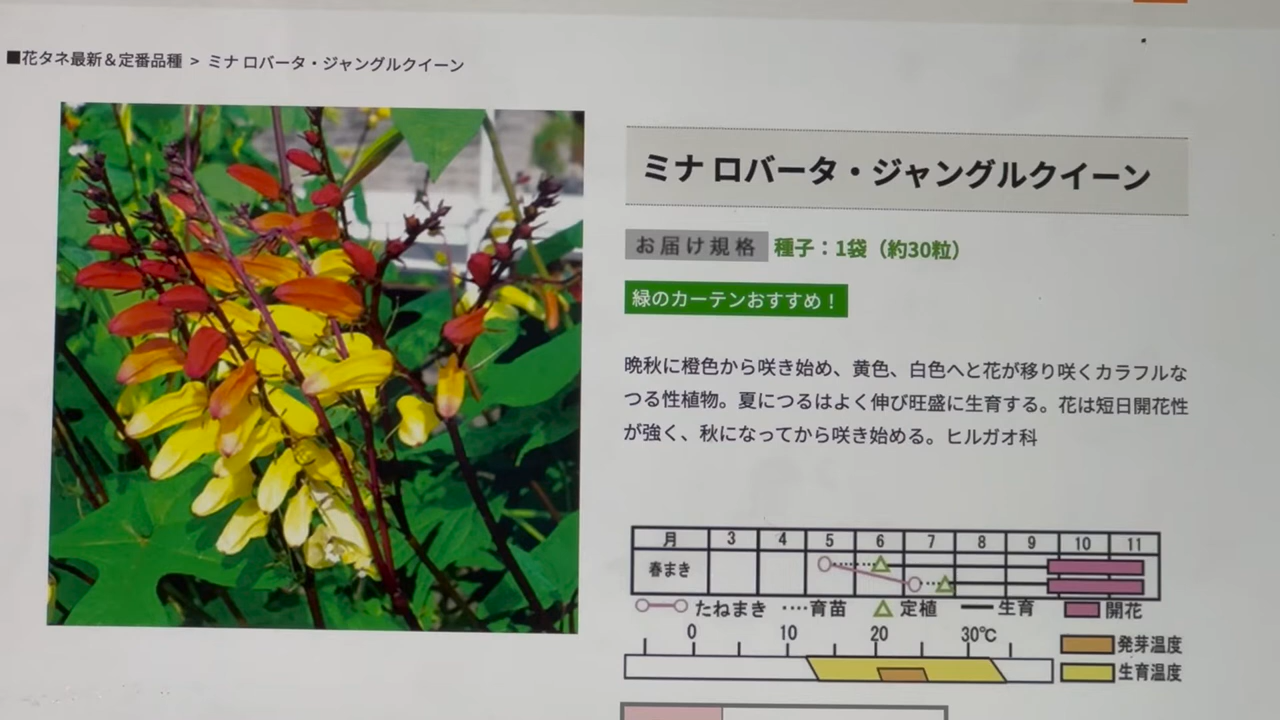 ■花タネ最新＆定番品種 > ミナ ロバータ・ジャングルクイーン
ミナ ロバータ・ジャングルクイーン
お届け規格 種子：1袋（約30粒）
緑のカーテンおすすめ！
晩秋に橙色から咲き始め、黄色、白色へと花が移り咲くカラフルな
つる性植物。夏につるはよく伸び旺盛に生育する。花は短日開花性
が強く、秋になってから咲き始める。ヒルガオ科
月 3 4 5 6 7 8 9 10 11
春まき
たねまき 育苗 定植 生育 開花
0 10 20 30℃
発芽温度
生育温度